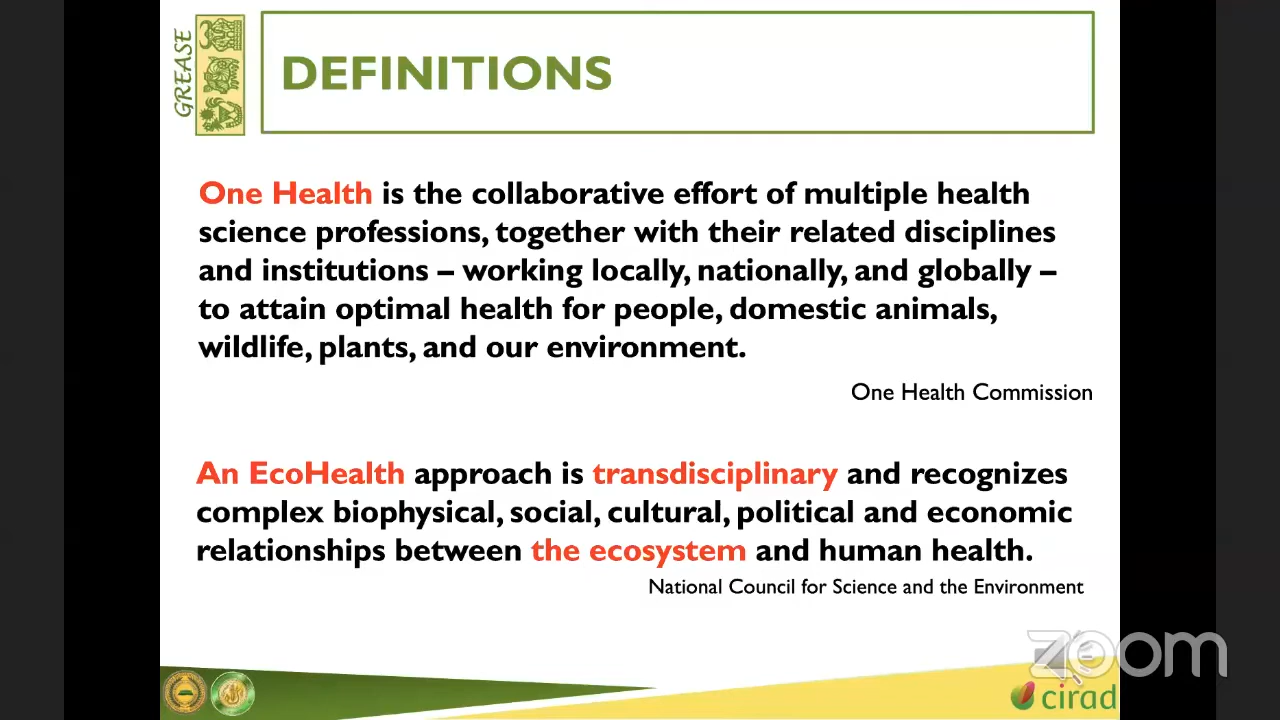 GREASE
DEFINITIONS
One Health is the collaborative effort of multiple health
science professions, together with their related disciplines
and institutions – working locally, nationally, and globally –
to attain optimal health for people, domestic animals,
wildlife, plants, and our environment.
One Health Commission
An EcoHealth approach is transdisciplinary and recognizes
complex biophysical, social, cultural, political and economic
relationships between the ecosystem and human health.
National Council for Science and the Environment
zoom
cirad